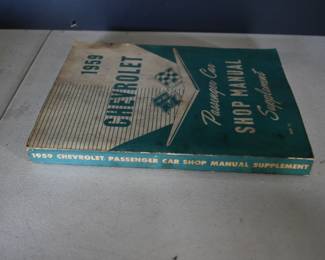 1959
CHEVROLET
Passenger Car
SHOP MANUAL
Supplement
1959 CHEVROLET PASSENGER CAR SHOP MANUAL SUPPLEMENT